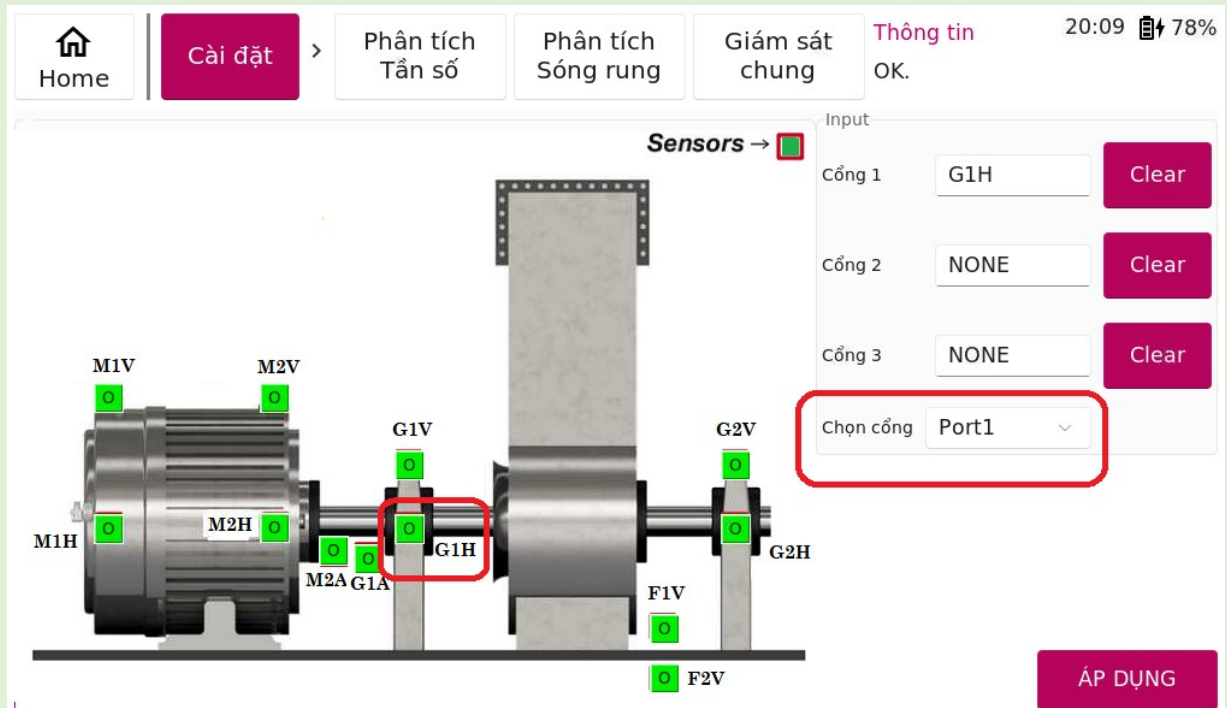 Home
Cài đặt
>
Phân tích
Tần số
Phân tích
Sóng rung
Giám sát
chung
Thông tin
OK.
20:09 78%
Sensors →
Input
Cổng 1 G1H Clear
Cổng 2 NONE Clear
Cổng 3 NONE Clear
Chọn cổng Port1
M1V
M2V
O
O
G1V
G2V
O
O
M1H
O
M2H
O
O
G1H
O
G2H
O
M2A
O
G1A
F1V
O
O
F2V
ÁP DỤNG